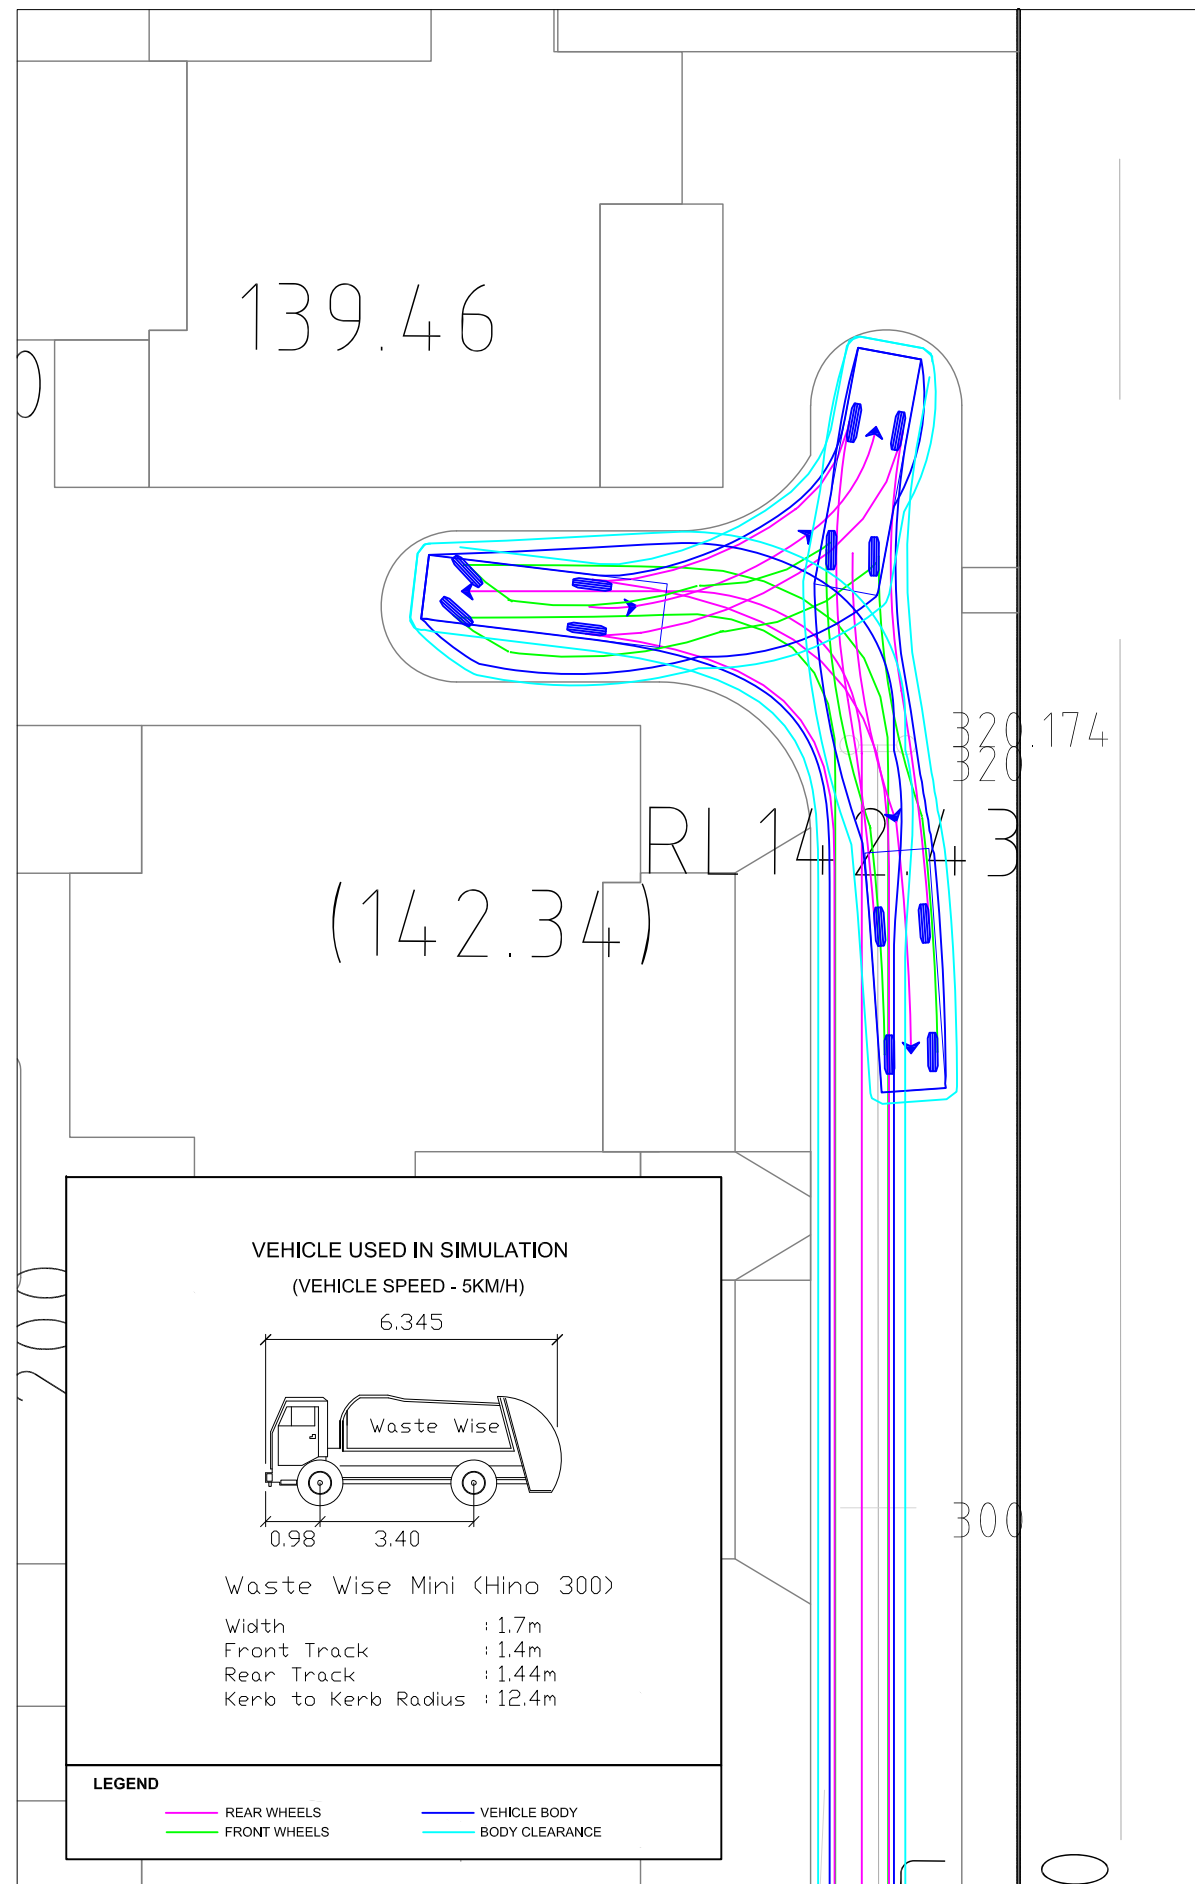 139.46
320.174
320
RL 142.43
(142.34)
VEHICLE USED IN SIMULATION
(VEHICLE SPEED - 5KM/H)
6.345
Waste Wise
0.98
3.40
300
Waste Wise Mini (Hino 300)
Width : 1.7m
Front Track : 1.4m
Rear Track : 1.44m
Kerb to Kerb Radius : 12.4m
LEGEND
REAR WHEELS
VEHICLE BODY
FRONT WHEELS
BODY CLEARANCE